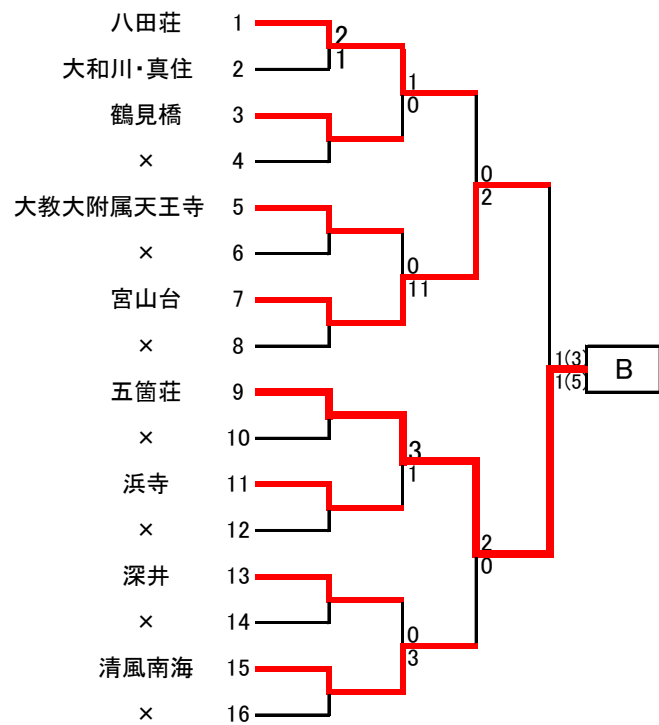 八田荘 1
2
1
大和川・真住 2
1
0
鶴見橋 3
× 4
0
2
大教大附属天王寺 5
× 6
0
11
宮山台 7
× 8
1(3)
1(5)
B
五箇荘 9
× 10
3
1
浜寺 11
× 12
2
0
深井 13
× 14
0
3
清風南海 15
× 16